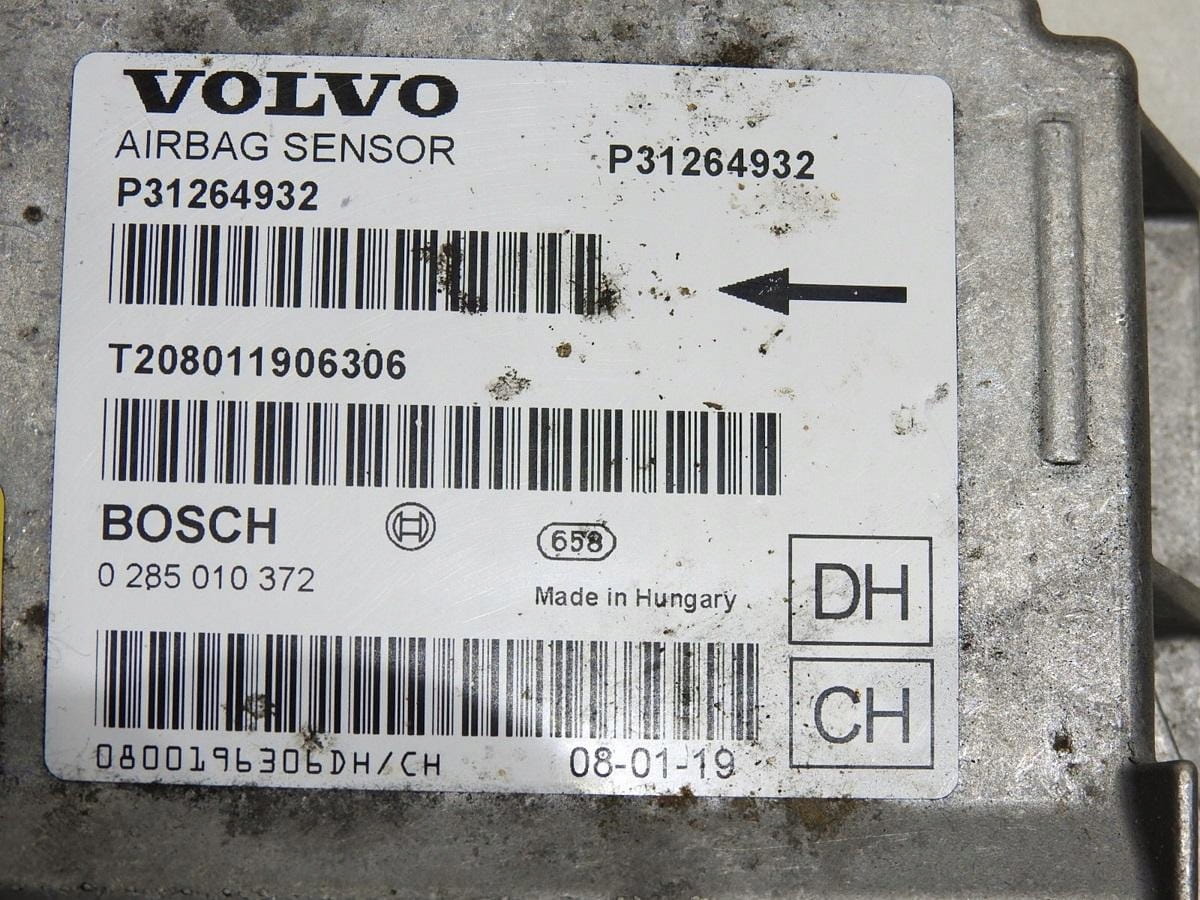 VOLVO
AIRBAG SENSOR
P31264932
P31264932
T208011906306
BOSCH
658
0 285 010 372
Made in Hungary
DH
CH
0800196306DH/CH
08-01-19